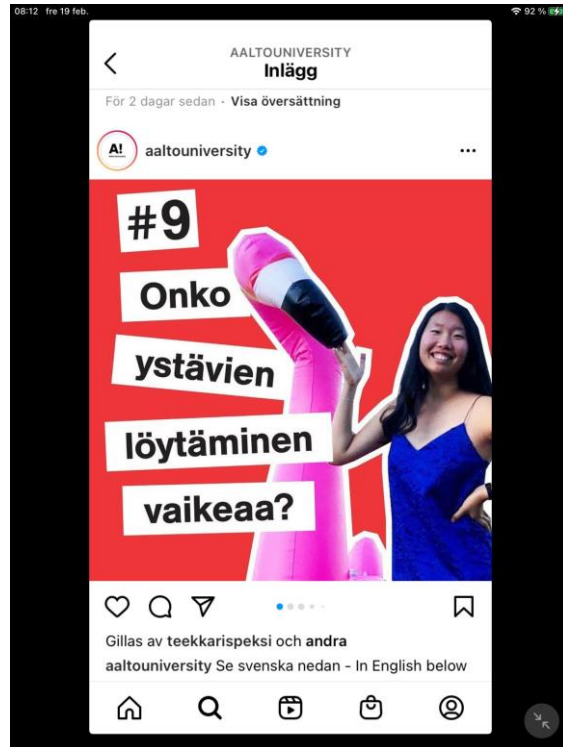 08:12 fre 19 feb.
92 %
AALTOUNIVERSITY
Inlägg
För 2 dagar sedan · Visa översättning
A!
aaltouniversity
#9
Onko
ystävien
löytäminen
vaikeaa?
Gillas av teekkarispeksi och andra
aaltouniversity Se svenska nedan - In English below